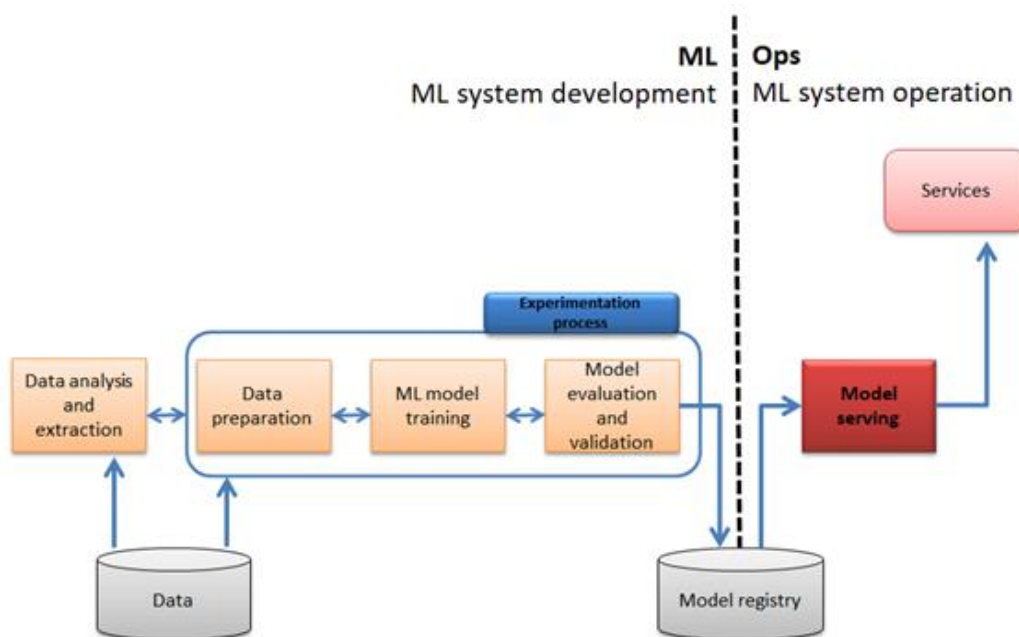 ML
Ops
ML system development
ML system operation
Services
Experimentation
process
Data analysis
and
extraction
Data
preparation
ML model
training
Model
evaluation
and
validation
Model
serving
Data
Model registry